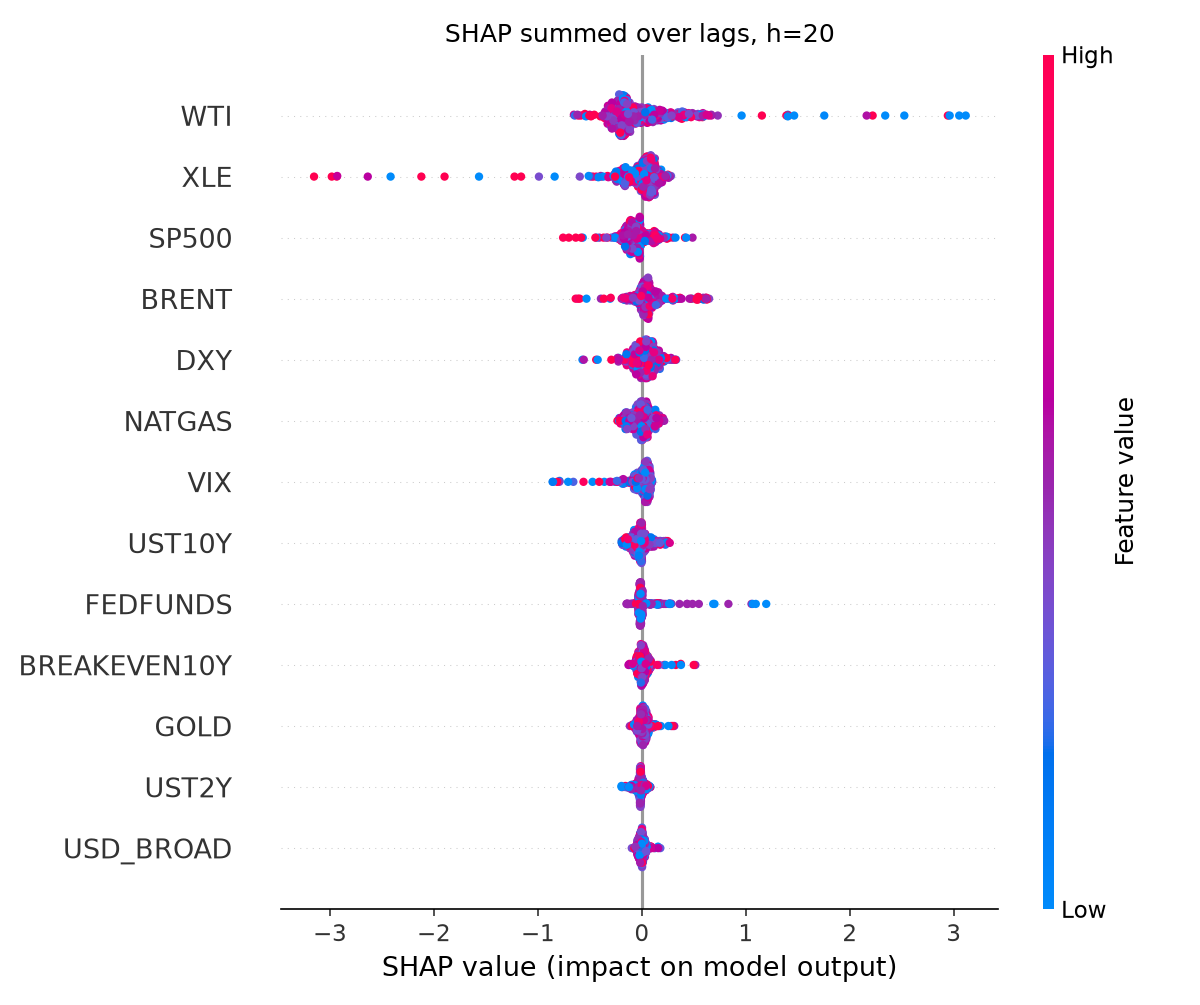 SHAP summed over lags, h=20
High
WTI
XLE
SP500
BRENT
DXY
NATGAS
VIX
UST10Y
FEDFUNDS
BREAKEVEN10Y
GOLD
UST2Y
USD_BROAD
Feature value
Low
−3 −2 −1 0 1 2 3
SHAP value (impact on model output)